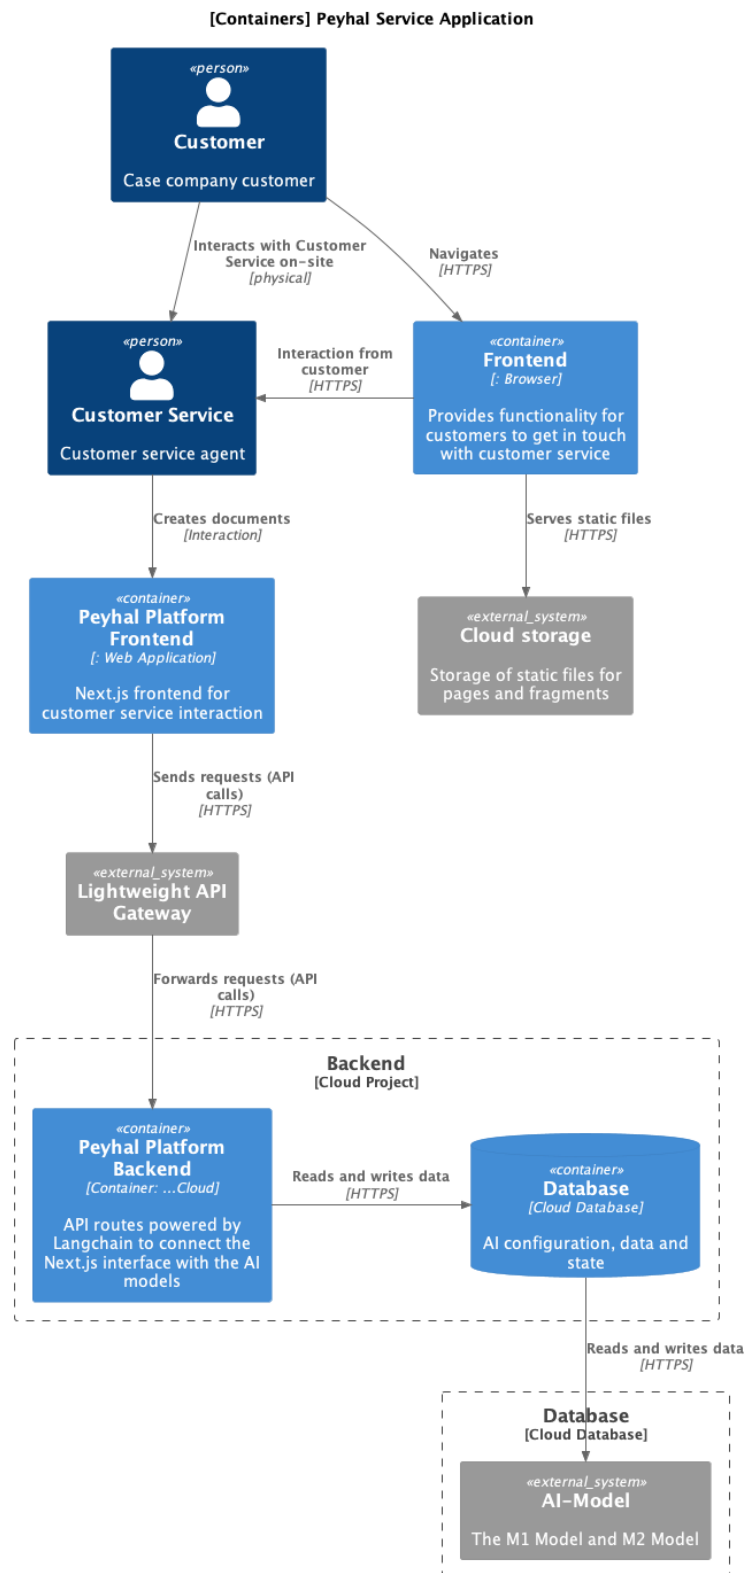 [Containers] Peyhal Service Application
«person»
Customer
Case company customer
Interacts with Customer
Service on-site
[physical]
Navigates
[HTTPS]
«person»
Customer Service
Customer service agent
Interaction from
customer
[HTTPS]
«container»
Frontend
[: Browser]
Provides functionality for
customers to get in touch
with customer service
Creates documents
[Interaction]
Serves static files
[HTTPS]
«container»
Peyhal Platform
Frontend
[: Web Application]
Next.js frontend for
customer service interaction
«external_system»
Cloud storage
Storage of static files for
pages and fragments
Sends requests (API
calls)
[HTTPS]
«external_system»
Lightweight API
Gateway
Forwards requests (API
calls)
[HTTPS]
Backend
[Cloud Project]
«container»
Peyhal Platform
Backend
[Container: ...Cloud]
API routes powered by
Langchain to connect the
Next.js interface with the AI
models
Reads and writes data
[HTTPS]
«container»
Database
[Cloud Database]
AI configuration, data and
state
Reads and writes data
[HTTPS]
Database
[Cloud Database]
«external_system»
AI-Model
The M1 Model and M2 Model